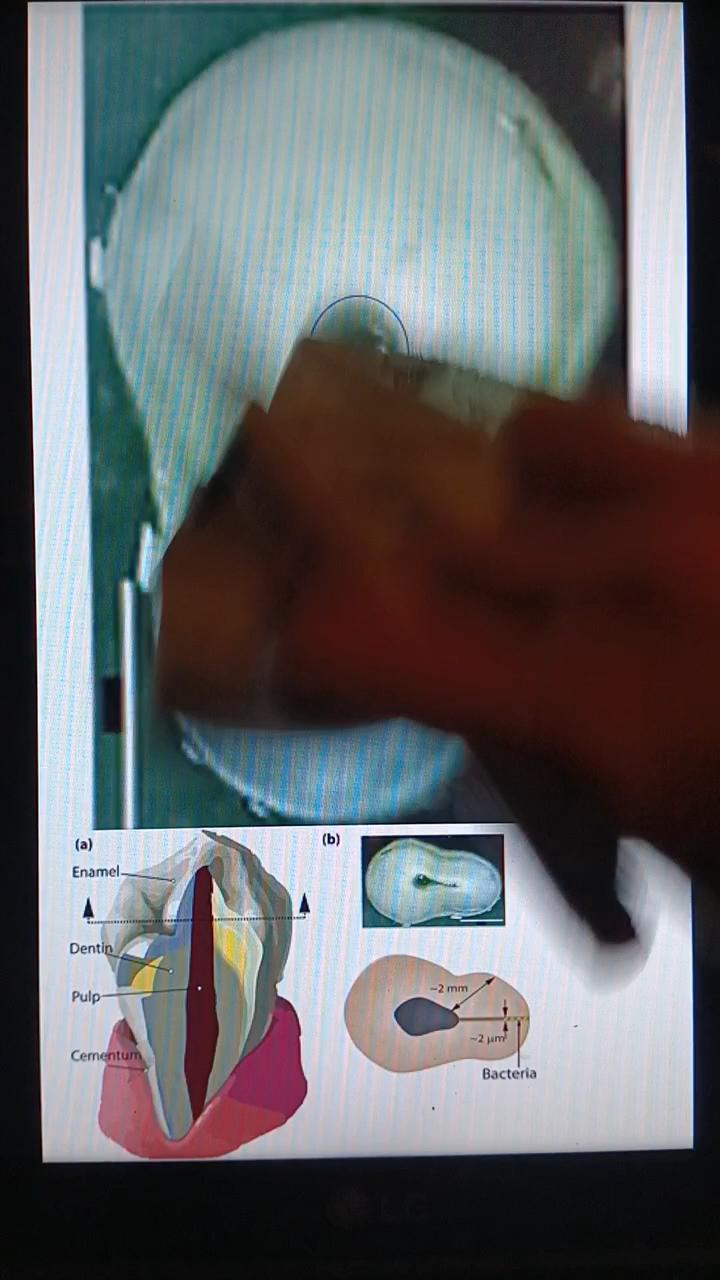 (a)
(b)
Enamel
Dentin
Pulp
Cementum
~2 mm
~2 μm
Bacteria
LG